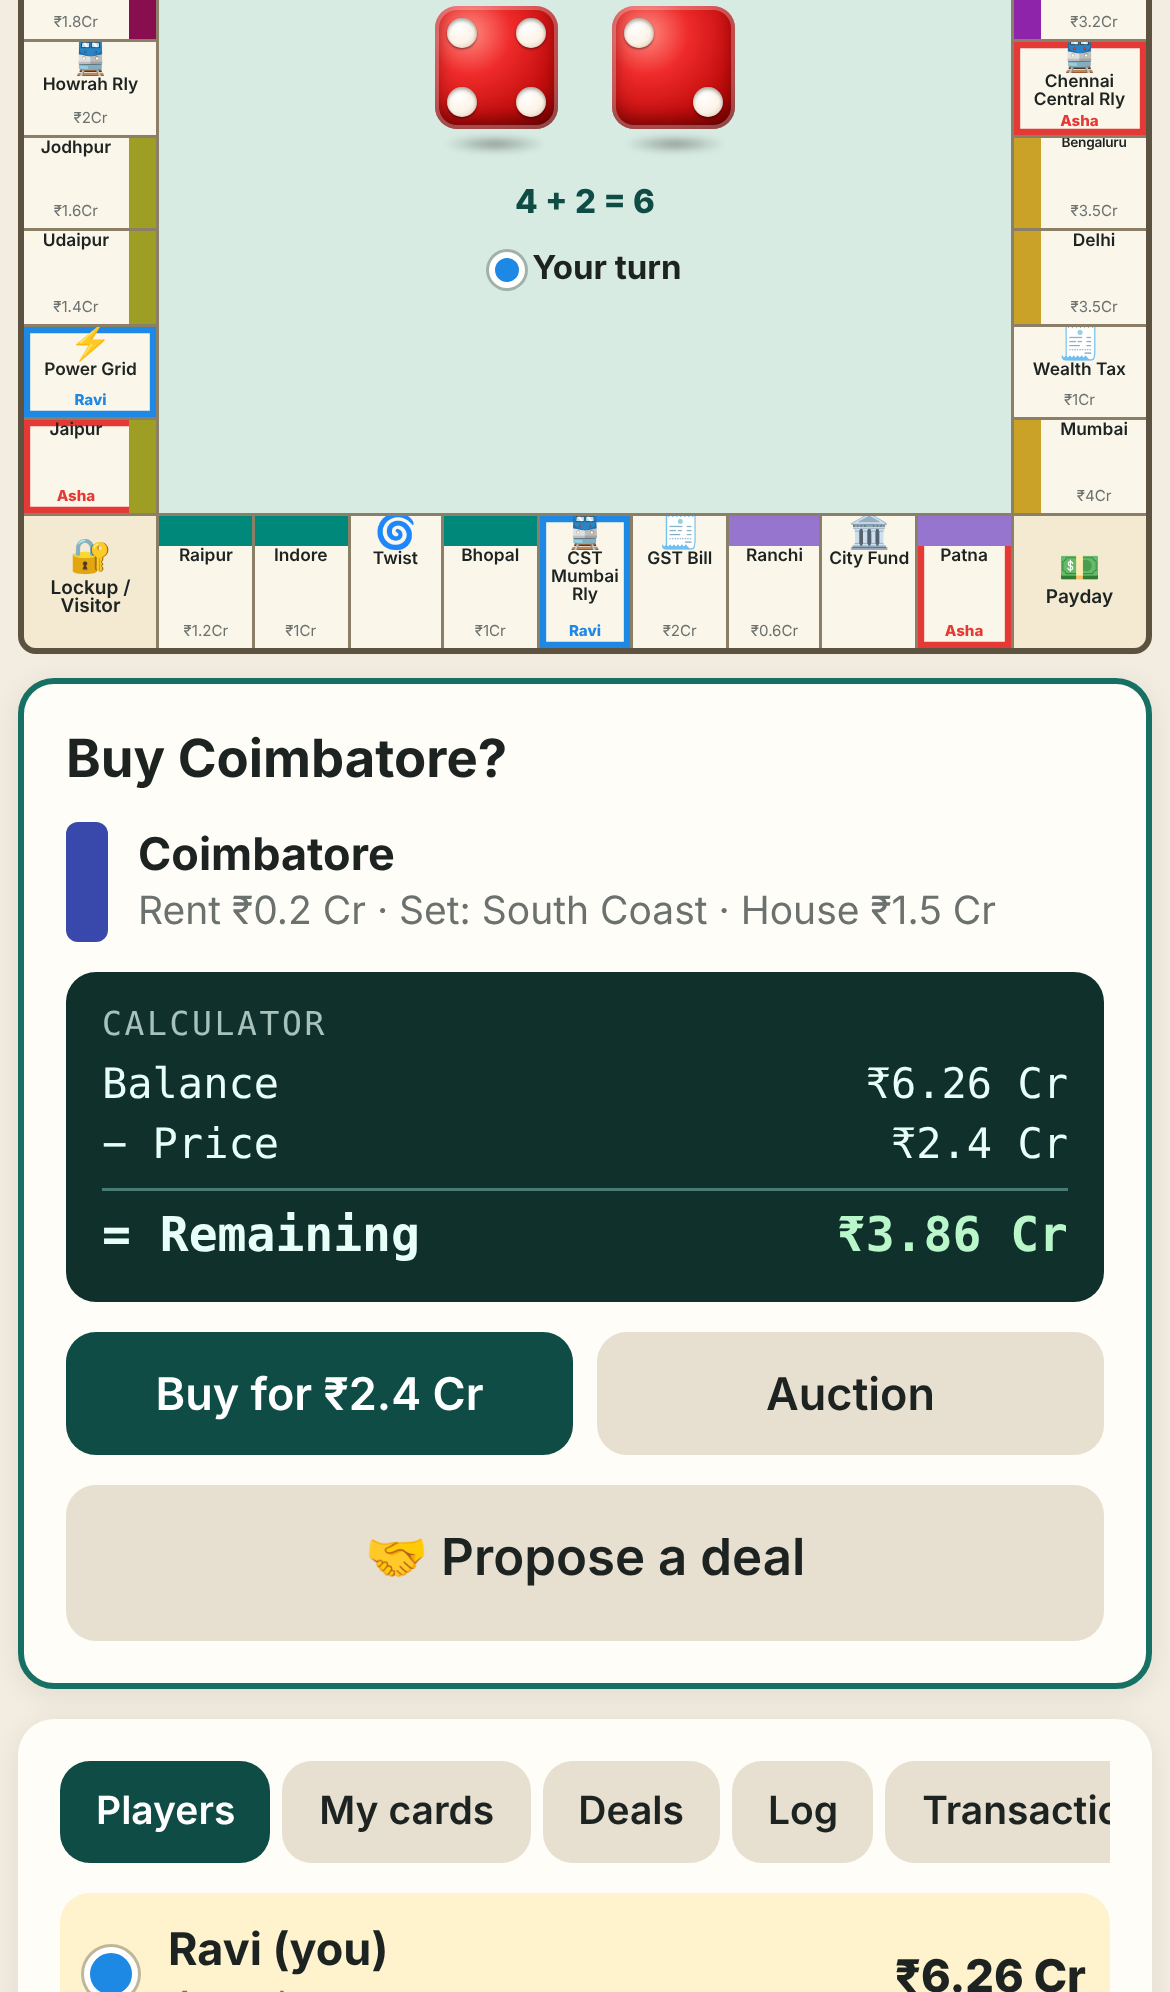 ₹1.8Cr
₹3.2Cr
Howrah Rly
₹2Cr
Chennai
Central Rly
Asha
Jodhpur
₹1.6Cr
Bengaluru
₹3.5Cr
4 + 2 = 6
Udaipur
₹1.4Cr
Your turn
Delhi
₹3.5Cr
Power Grid
Ravi
Wealth Tax
₹1Cr
Jaipur
Asha
Mumbai
₹4Cr
Lockup /
Visitor
Raipur
₹1.2Cr
Indore
₹1Cr
Twist
Bhopal
₹1Cr
CST
Mumbai
Rly
Ravi
GST Bill
₹2Cr
Ranchi
₹0.6Cr
City Fund
Patna
Asha
Payday
Buy Coimbatore?
Coimbatore
Rent ₹0.2 Cr · Set: South Coast · House ₹1.5 Cr
CALCULATOR
Balance ₹6.26 Cr
− Price ₹2.4 Cr
= Remaining ₹3.86 Cr
Buy for ₹2.4 Cr
Auction
🤝 Propose a deal
Players
My cards
Deals
Log
Ravi (you)
₹6.26 Cr